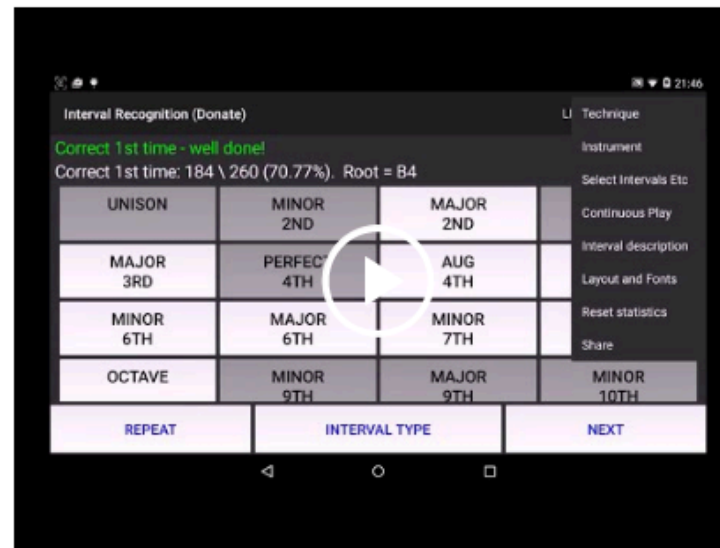 21:46
Interval Recognition (Donate)
Technique
Correct 1st time - well done!
Instrument
Correct 1st time: 184 \ 260 (70.77%). Root = B4
Select Intervals Etc
UNISON
MINOR
2ND
MAJOR
2ND
Continuous Play
Interval description
MAJOR
3RD
4TH
AUG
4TH
Layout and Fonts
Reset statistics
MINOR
6TH
MAJOR
6TH
MINOR
7TH
Share
OCTAVE
MINOR
9TH
MAJOR
9TH
MINOR
10TH
REPEAT
INTERVAL TYPE
NEXT